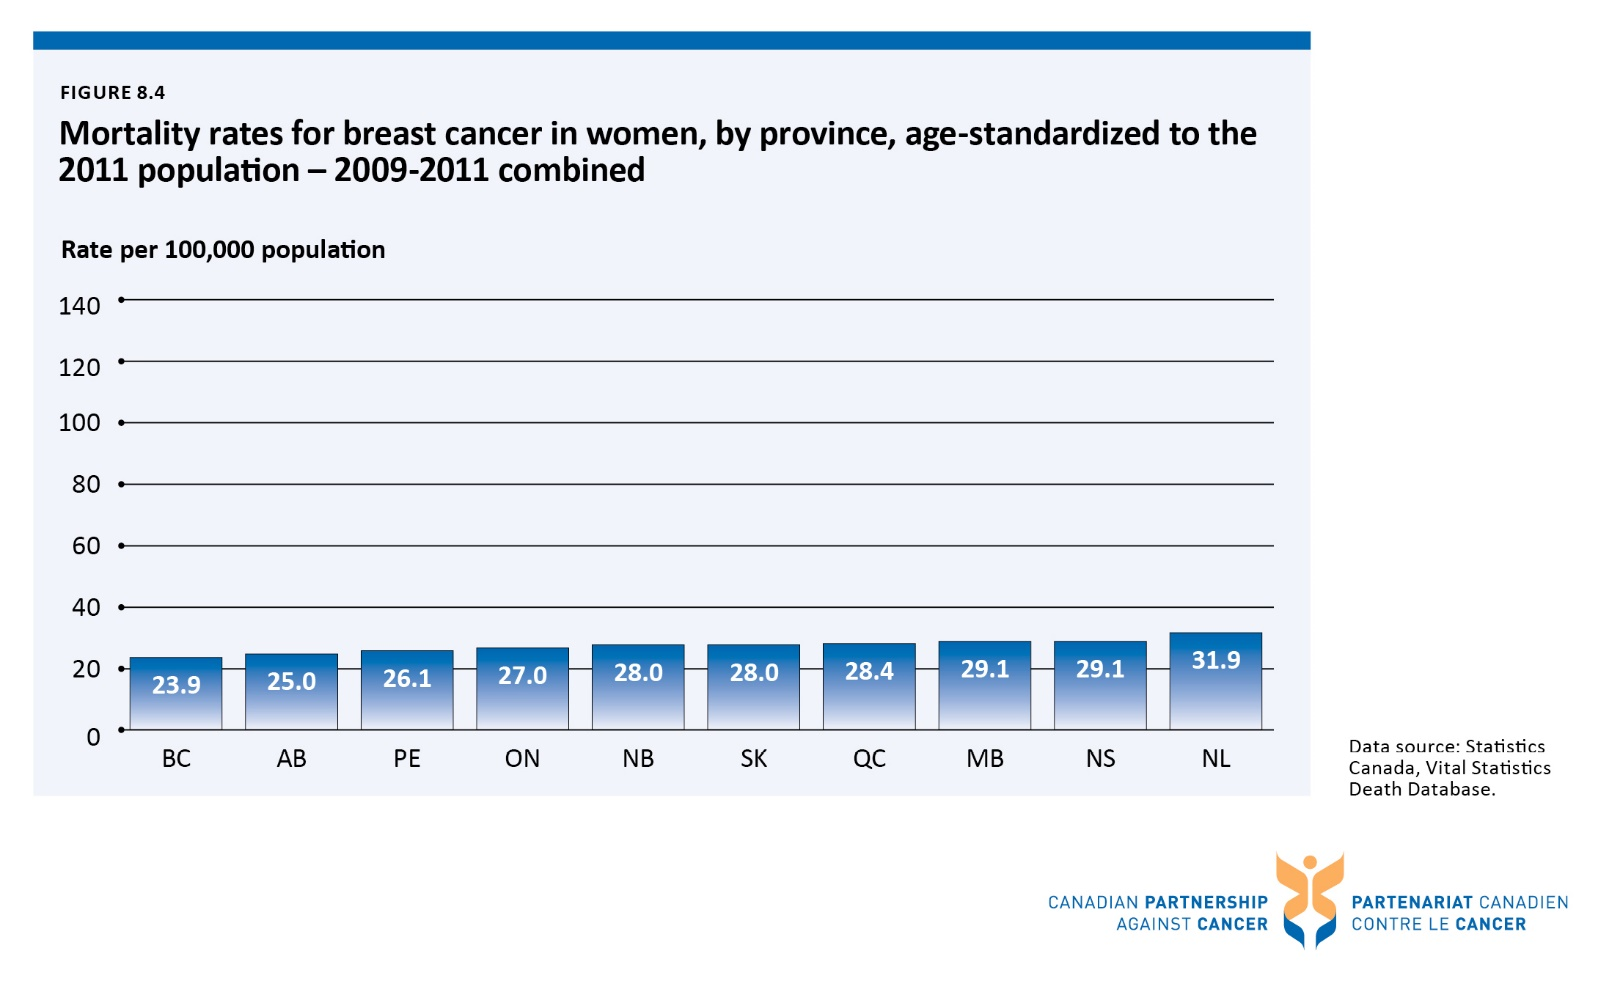 FIGURE 8.4
Mortality rates for breast cancer in women, by province, age-standardized to the
2011 population – 2009-2011 combined
Rate per 100,000 population
140
120
100
80
60
40
20
0
23.9 25.0 26.1 27.0 28.0 28.0 28.4 29.1 29.1 31.9
BC AB PE ON NB SK QC MB NS NL
Data source: Statistics
Canada, Vital Statistics
Death Database.
CANADIAN PARTNERSHIP
AGAINST CANCER
PARTENARIAT CANADIEN
CONTRE LE CANCER